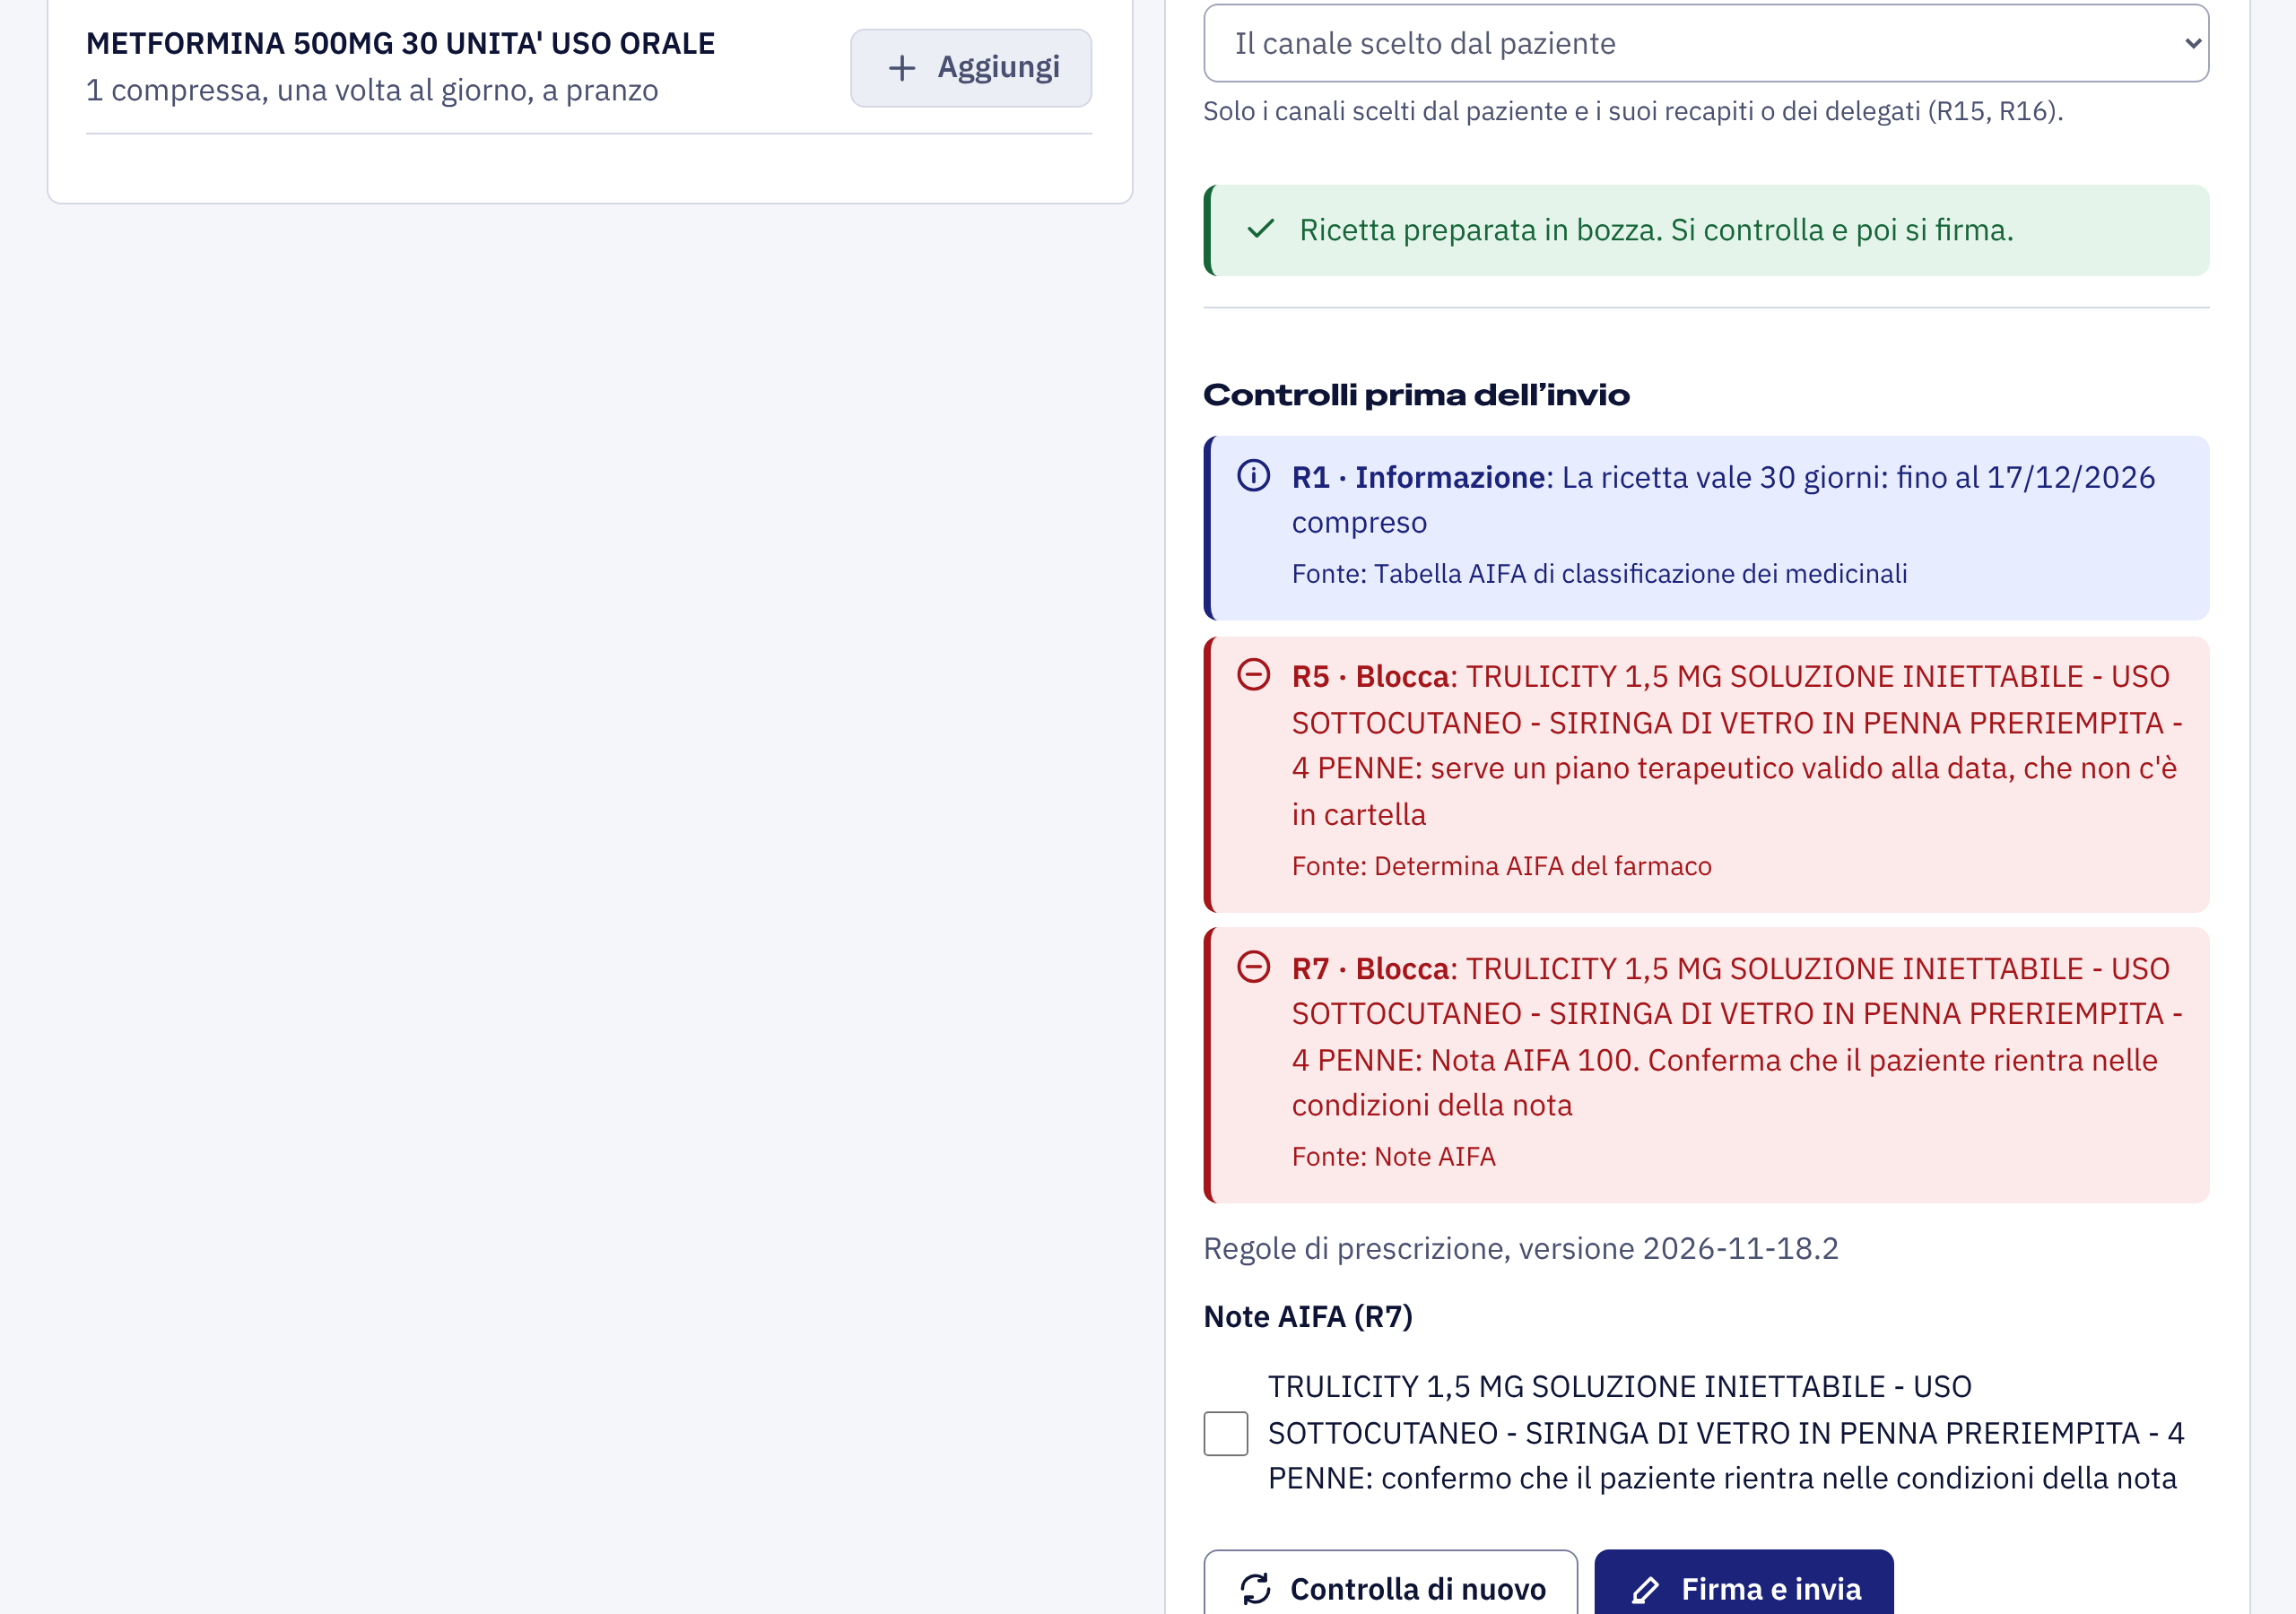 METFORMINA 500MG 30 UNITA' USO ORALE
1 compressa, una volta al giorno, a pranzo
Aggiungi
Il canale scelto dal paziente
Solo i canali scelti dal paziente e i suoi recapiti o dei delegati (R15, R16).
Ricetta preparata in bozza. Si controlla e poi si firma.
Controlli prima dell’invio
R1 · Informazione: La ricetta vale 30 giorni: fino al 17/12/2026
compreso
Fonte: Tabella AIFA di classificazione dei medicinali
R5 · Blocca: TRULICITY 1,5 MG SOLUZIONE INIETTABILE - USO
SOTTOCUTANEO - SIRINGA DI VETRO IN PENNA PRERIEMPITA -
4 PENNE: serve un piano terapeutico valido alla data, che non c'è
in cartella
Fonte: Determina AIFA del farmaco
R7 · Blocca: TRULICITY 1,5 MG SOLUZIONE INIETTABILE - USO
SOTTOCUTANEO - SIRINGA DI VETRO IN PENNA PRERIEMPITA -
4 PENNE: Nota AIFA 100. Conferma che il paziente rientra nelle
condizioni della nota
Fonte: Note AIFA
Regole di prescrizione, versione 2026-11-18.2
Note AIFA (R7)
TRULICITY 1,5 MG SOLUZIONE INIETTABILE - USO
SOTTOCUTANEO - SIRINGA DI VETRO IN PENNA PRERIEMPITA - 4
PENNE: confermo che il paziente rientra nelle condizioni della nota
Controlla di nuovo
Firma e invia